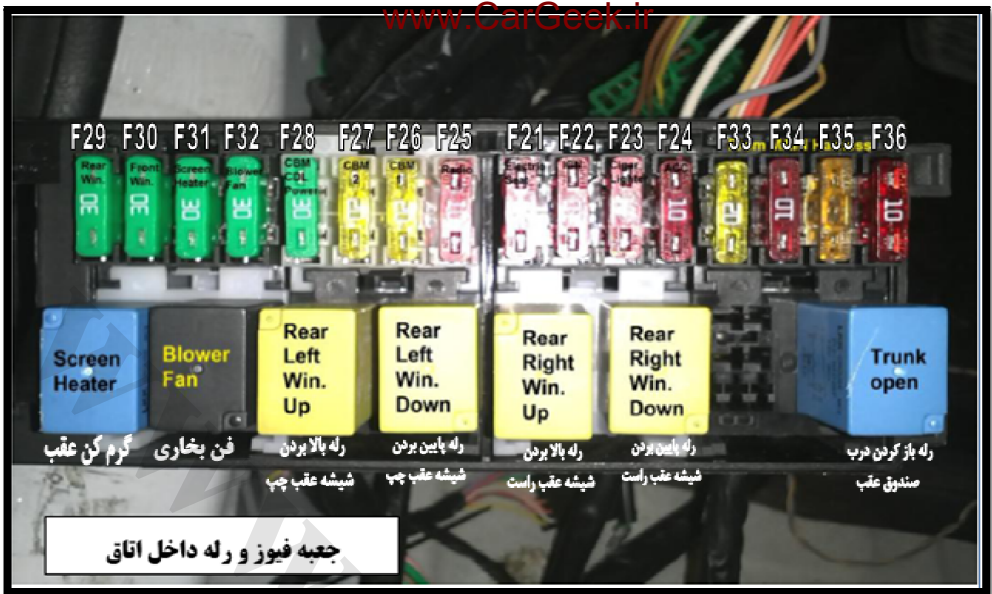 www.CarGeek.ir
F29 F30 F31 F32 F28 F27 F26 F25 F21 F22 F23 F24 F33 F34 F35 F36
Rear Win.
Front Win.
Screen Heater
Blower Fan
CBM CDL Power
CBM 2
CBM 1
Radio
ACC
30 30 30 30 30 10 10 10
Screen
Heater
Blower
Fan
Rear
Left
Win.
Up
Rear
Left
Win.
Down
Rear
Right
Win.
Up
Rear
Right
Win.
Down
Trunk
open
گرم کن عقب
فن بخاری
رله بالا بردن
شیشه عقب چپ
رله پایین بردن
شیشه عقب چپ
رله بالا بردن
شیشه عقب راست
رله پایین بردن
شیشه عقب راست
رله باز کردن درب
صندوق عقب
جعبه فیوز و رله داخل اتاق